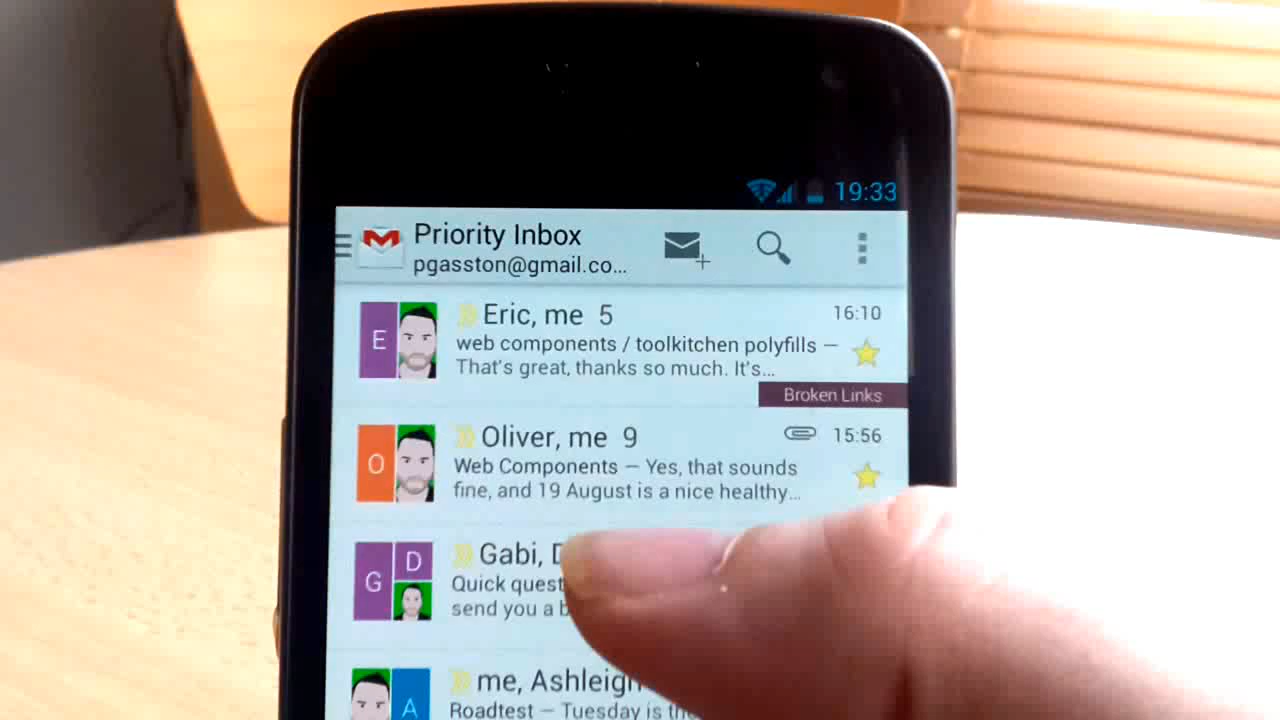 19:33
Priority Inbox
pgasston@gmail.co...
E
Eric, me 5
16:10
web components / toolkitchen polyfills —
That's great, thanks so much. It's...
Broken Links
O
Oliver, me 9
15:56
Web Components — Yes, that sounds
fine, and 19 August is a nice healthy...
G
D
Gabi,
Quick
send you a
A
me, Ashleigh
Roadtest — Tuesday is